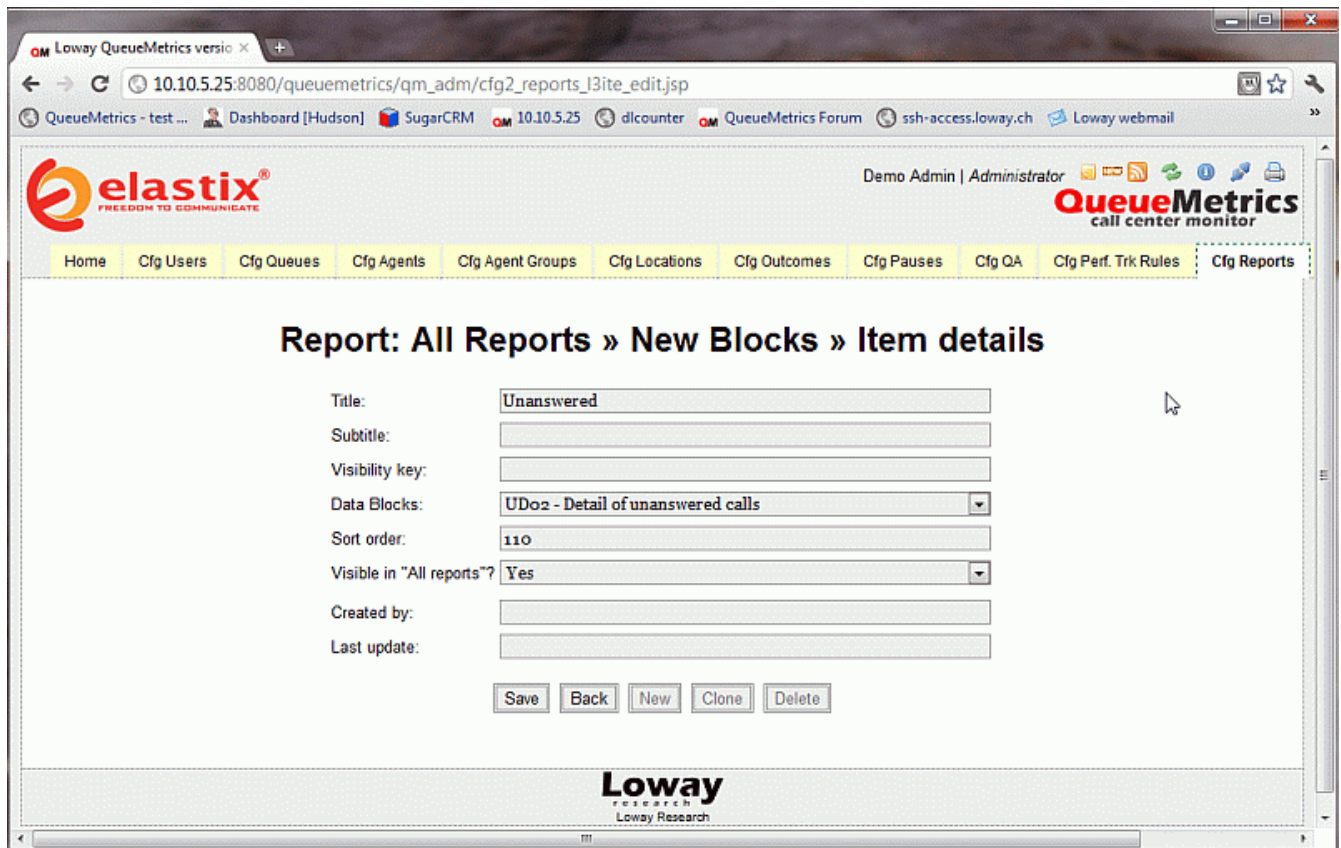 QM Loway QueueMetrics versio
10.10.5.25:8080/queuemetrics/qm_adm/cfg2_reports_l3ite_edit.jsp
QueueMetrics - test ... Dashboard [Hudson] SugarCRM QM 10.10.5.25 dlcounter QM QueueMetrics Forum ssh-access.loway.ch Loway webmail »
elastix®
FREEDOM TO COMMUNICATE
Demo Admin | Administrator
QueueMetrics
call center monitor
Home Cfg Users Cfg Queues Cfg Agents Cfg Agent Groups Cfg Locations Cfg Outcomes Cfg Pauses Cfg QA Cfg Perf. Trk Rules Cfg Reports
Report: All Reports » New Blocks » Item details
Title: Unanswered
Subtitle:
Visibility key:
Data Blocks: UD02 - Detail of unanswered calls
Sort order: 110
Visible in "All reports"? Yes
Created by:
Last update:
Save Back New Clone Delete
Loway
research
Loway Research